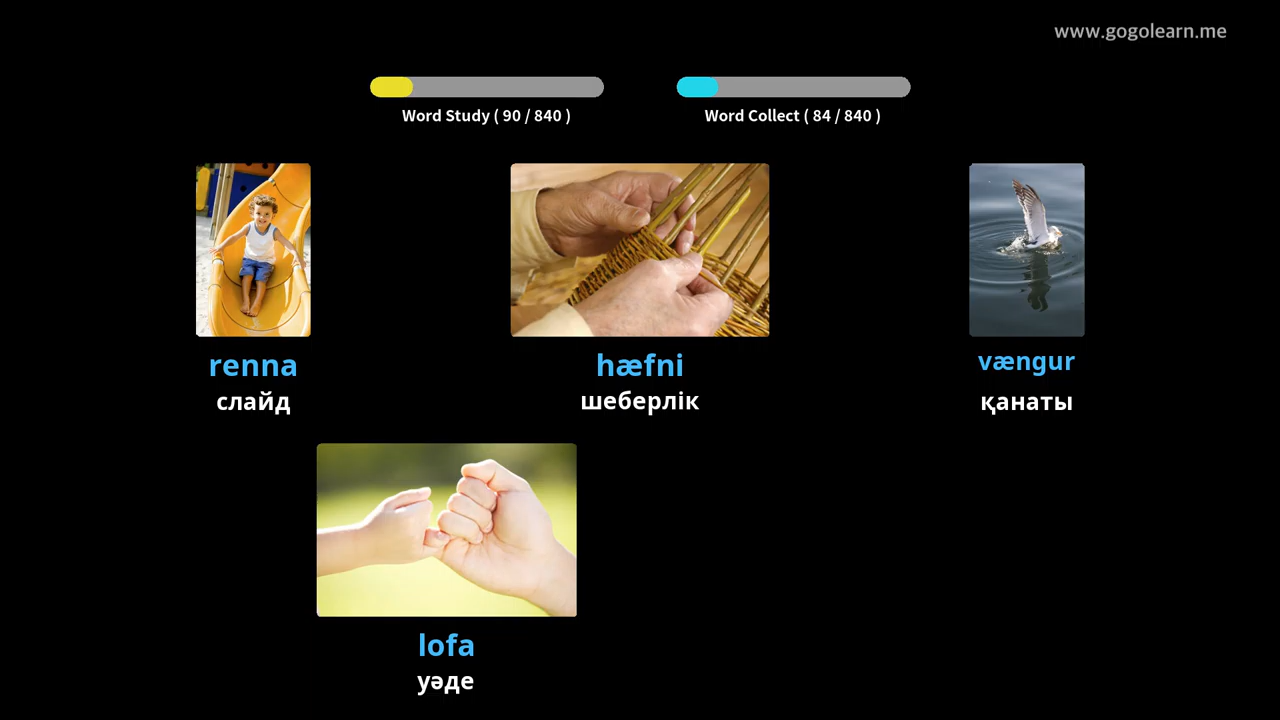 www.gogolearn.me
Word Study ( 90 / 840 )
Word Collect ( 84 / 840 )
renna
слайд
hæfni
шеберлік
vængur
қанаты
lofa
уәде